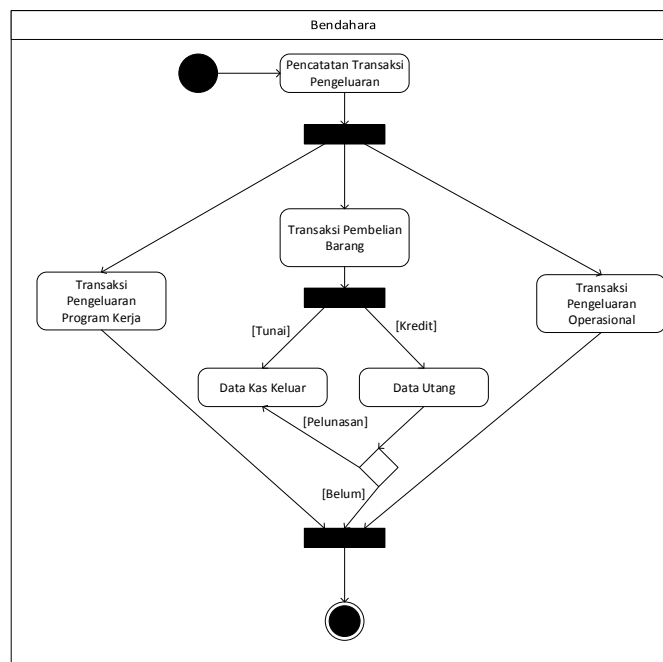 Bendahara
Pencatatan Transaksi
Pengeluaran
Transaksi Pembelian
Barang
Transaksi
Pengeluaran
Program Kerja
Transaksi
Pengeluaran
Operasional
[Tunai]
[Kredit]
Data Kas Keluar
Data Utang
[Pelunasan]
[Belum]